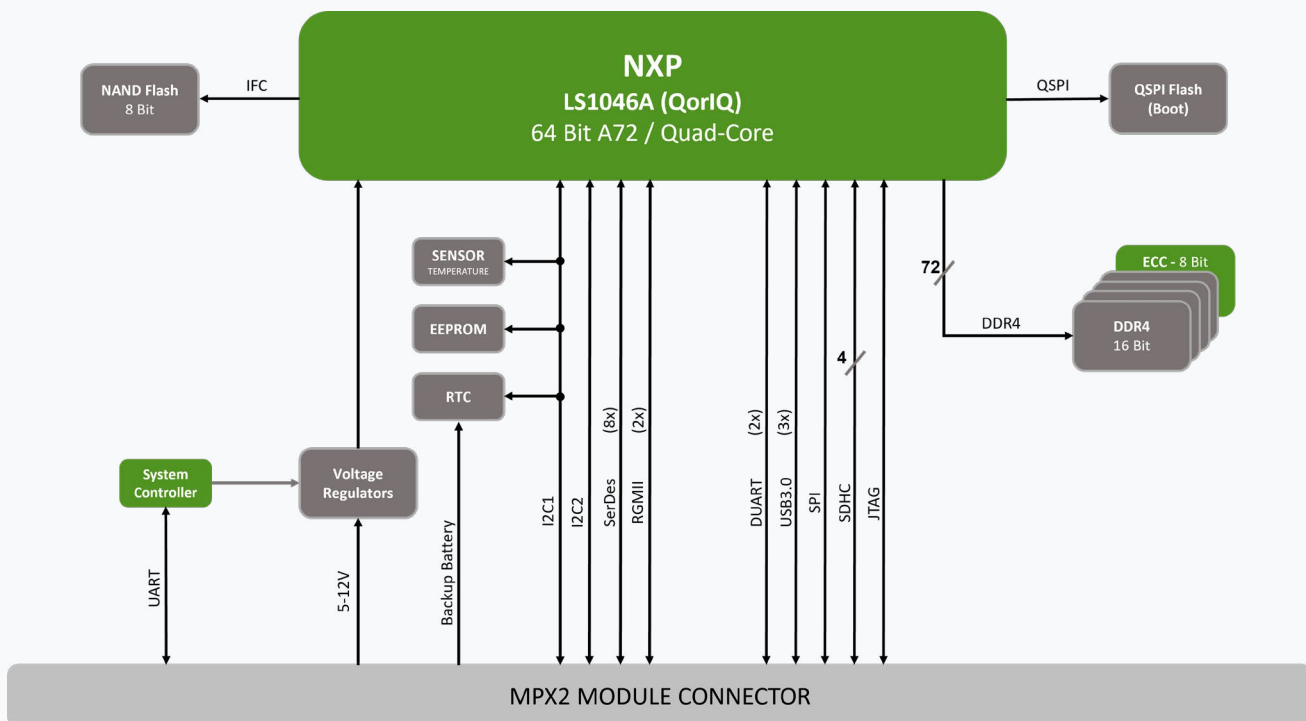 NXP
LS1046A (QorIQ)
64 Bit A72 / Quad-Core
NAND Flash
8 Bit
IFC
QSPI
QSPI Flash
(Boot)
SENSOR
TEMPERATURE
EEPROM
RTC
72
ECC - 8 Bit
DDR4
DDR4
16 Bit
4
System
Controller
Voltage
Regulators
UART
5-12V
Backup Battery
I2C1
I2C2
SerDes (8x)
RGMII (2x)
DUART (2x)
USB3.0 (3x)
SPI
SDHC
JTAG
MPX2 MODULE CONNECTOR